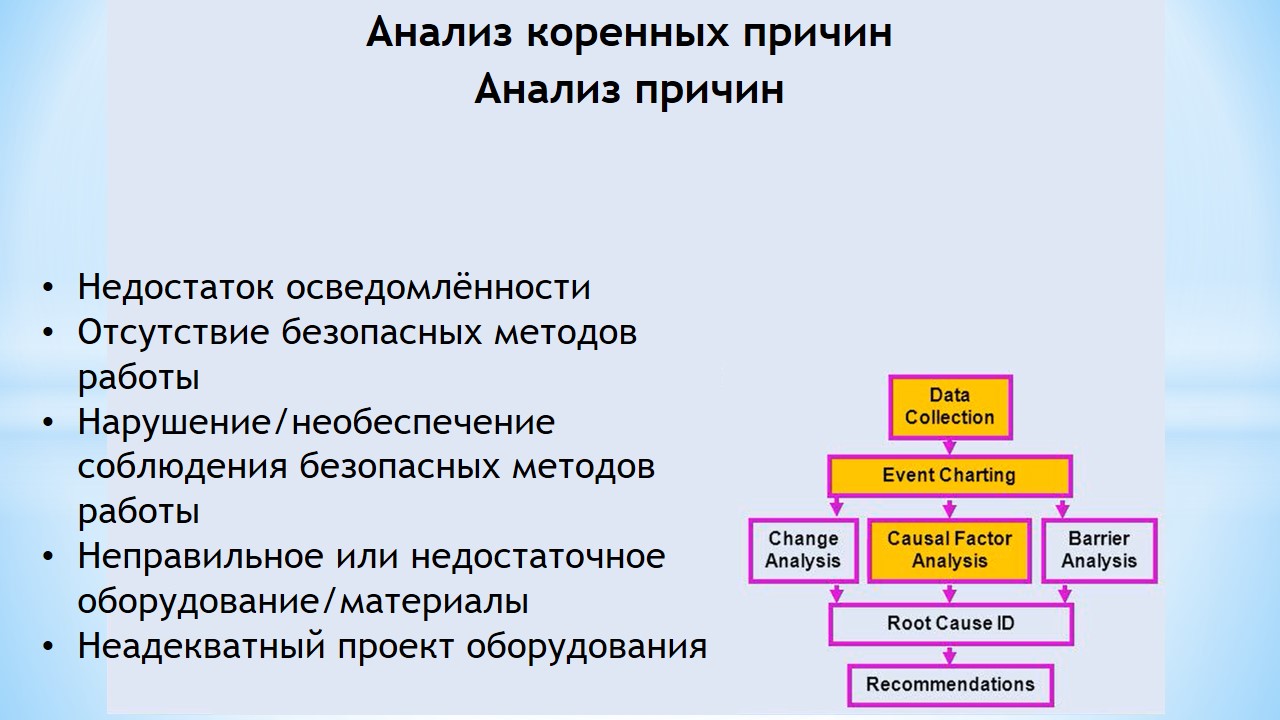 Анализ коренных причин
Анализ причин
• Недостаток осведомлённости
• Отсутствие безопасных методов
работы
• Нарушение/необеспечение
соблюдения безопасных методов
работы
• Неправильное или недостаточное
оборудование/материалы
• Неадекватный проект оборудования
Data
Collection
Event Charting
Change
Analysis
Causal Factor
Analysis
Barrier
Analysis
Root Cause ID
Recommendations